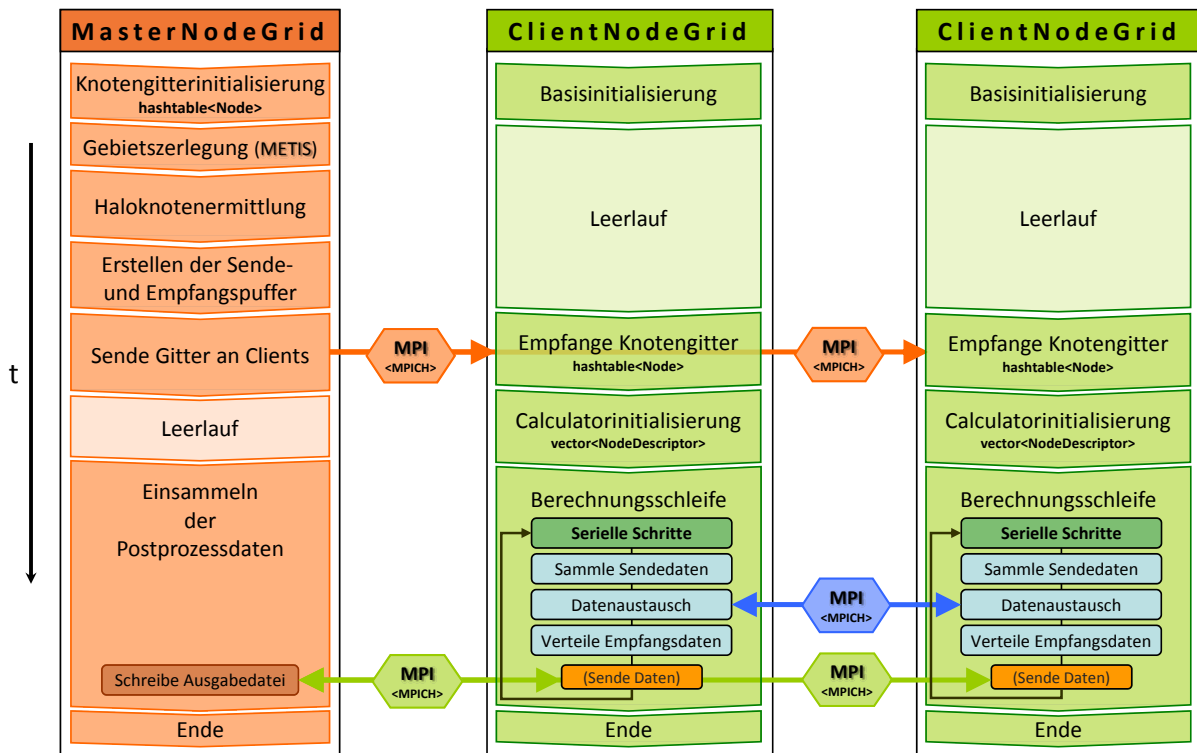 MasterNodeGrid
Knotengitterinitialisierung
hashtable<Node>
Gebietszerlegung (METIS)
Haloknotenermittlung
Erstellen der Sende-
und Empfangspuffer
Sende Gitter an Clients
Leerlauf
Einsammeln
der
Postprozessdaten
Schreibe Ausgabedatei
Ende
t
MPI
<MPICH>
MPI
<MPICH>
ClientNodeGrid
Basisinitialisierung
Leerlauf
Empfange Knotengitter
hashtable<Node>
Calculatorinitialisierung
vector<NodeDescriptor>
Berechnungsschleife
Serielle Schritte
Sammle Sendedaten
Datenaustausch
Verteile Empfangsdaten
(Sende Daten)
Ende
MPI
<MPICH>
MPI
<MPICH>
MPI
<MPICH>
ClientNodeGrid
Basisinitialisierung
Leerlauf
Empfange Knotengitter
hashtable<Node>
Calculatorinitialisierung
vector<NodeDescriptor>
Berechnungsschleife
Serielle Schritte
Sammle Sendedaten
Datenaustausch
Verteile Empfangsdaten
(Sende Daten)
Ende